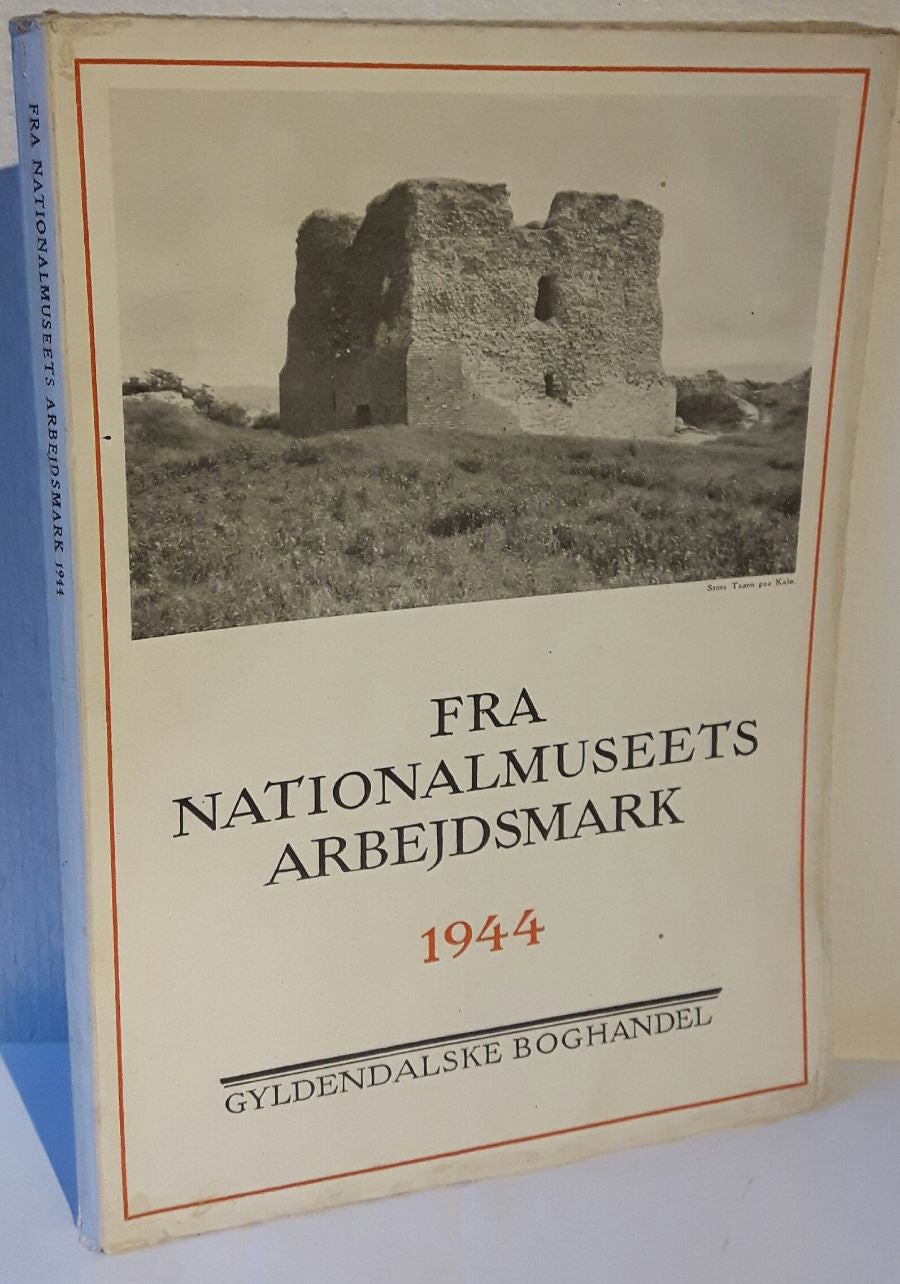 FRA NATIONALMUSEETS ARBEJDSMARK 1944
Store Taarn paa Kalø.
FRA
NATIONALMUSEETS
ARBEJDSMARK
1944
GYLDENDALSKE BOGHANDEL